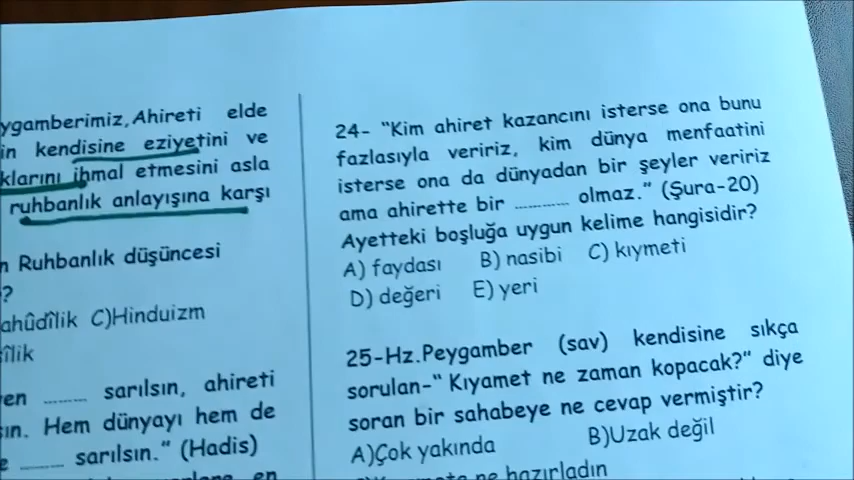 ygamberimiz, Ahireti elde
in kendisine eziyetini ve
klarını ihmal etmesini asla
ruhbanlık anlayışına karşı
n Ruhbanlık düşüncesi
?
ahûdîlik C)Hinduizm
îlik
en ......... sarılsın, ahireti
sın. Hem dünyayı hem de
e ......... sarılsın." (Hadis)
en
24- "Kim ahiret kazancını isterse ona bunu
fazlasıyla veririz, kim dünya menfaatini
isterse ona da dünyadan bir şeyler veririz
ama ahirette bir ............ olmaz." (Şura-20)
Ayetteki boşluğa uygun kelime hangisidir?
A) faydası B) nasibi C) kıymeti
D) değeri E) yeri
25-Hz.Peygamber (sav) kendisine sıkça
sorulan-" Kıyamet ne zaman kopacak?" diye
soran bir sahabeye ne cevap vermiştir?
A)Çok yakında B)Uzak değil
ne hazırladın